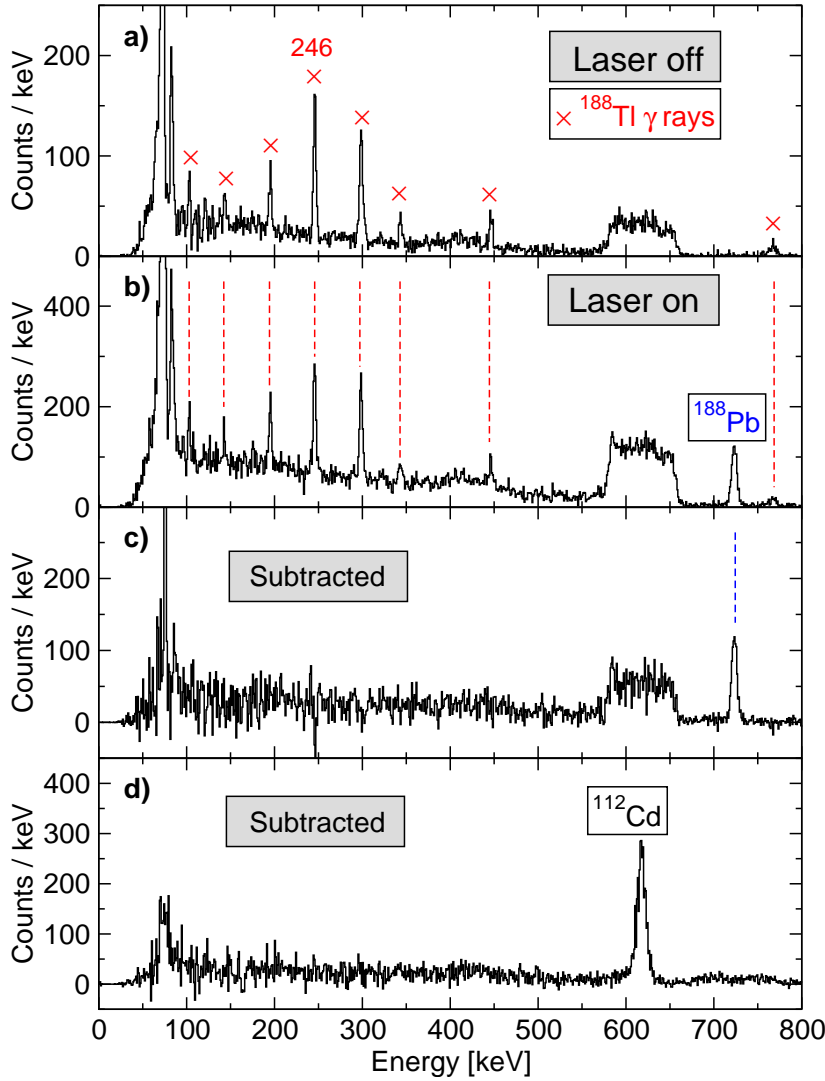 a)
246
Laser off
× ¹⁸⁸Tl γ rays
200
100
0
Counts / keV
b)
Laser on
¹⁸⁸Pb
400
200
0
Counts / keV
c)
Subtracted
200
100
0
Counts / keV
d)
Subtracted
¹¹²Cd
400
300
200
100
0
Counts / keV
0 100 200 300 400 500 600 700 800
Energy [keV]